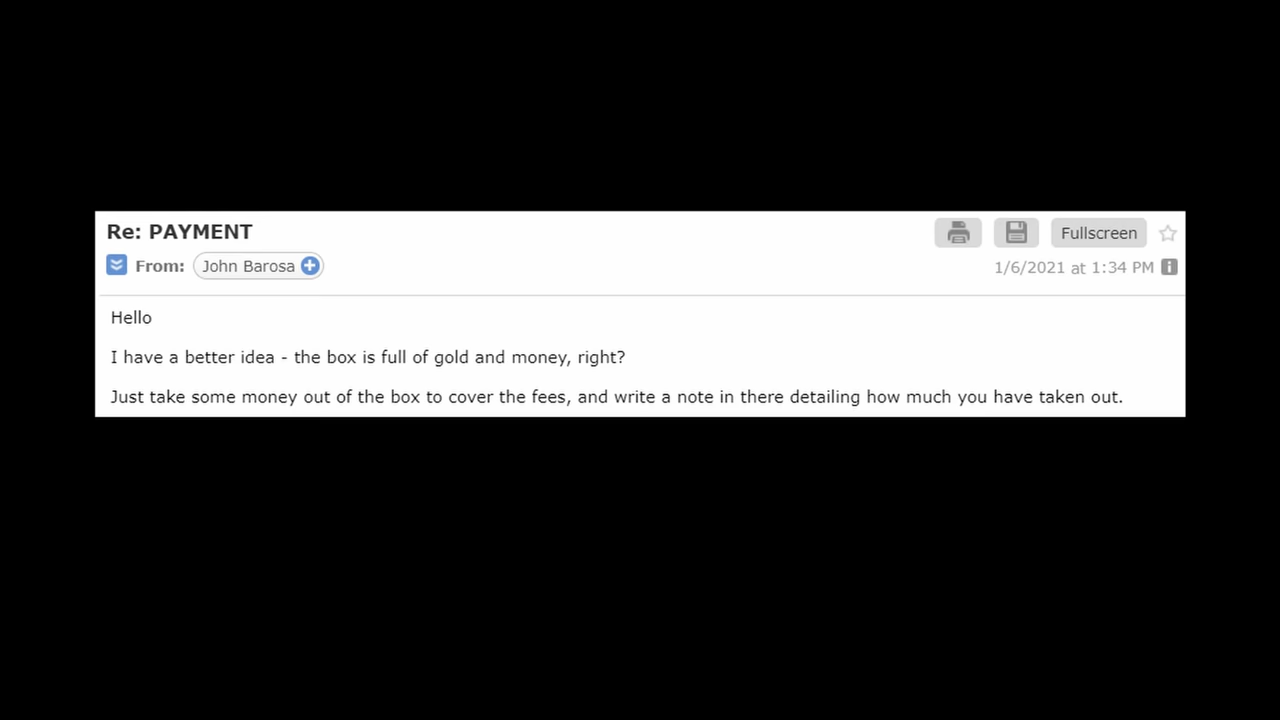 Re: PAYMENT
Fullscreen
From: John Barosa
1/6/2021 at 1:34 PM
Hello
I have a better idea - the box is full of gold and money, right?
Just take some money out of the box to cover the fees, and write a note in there detailing how much you have taken out.